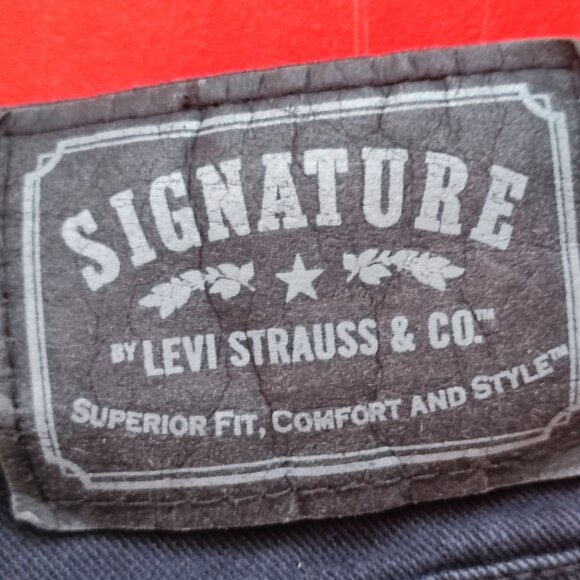 SIGNATURE
BY LEVI STRAUSS & CO.™
SUPERIOR FIT, COMFORT AND STYLE™